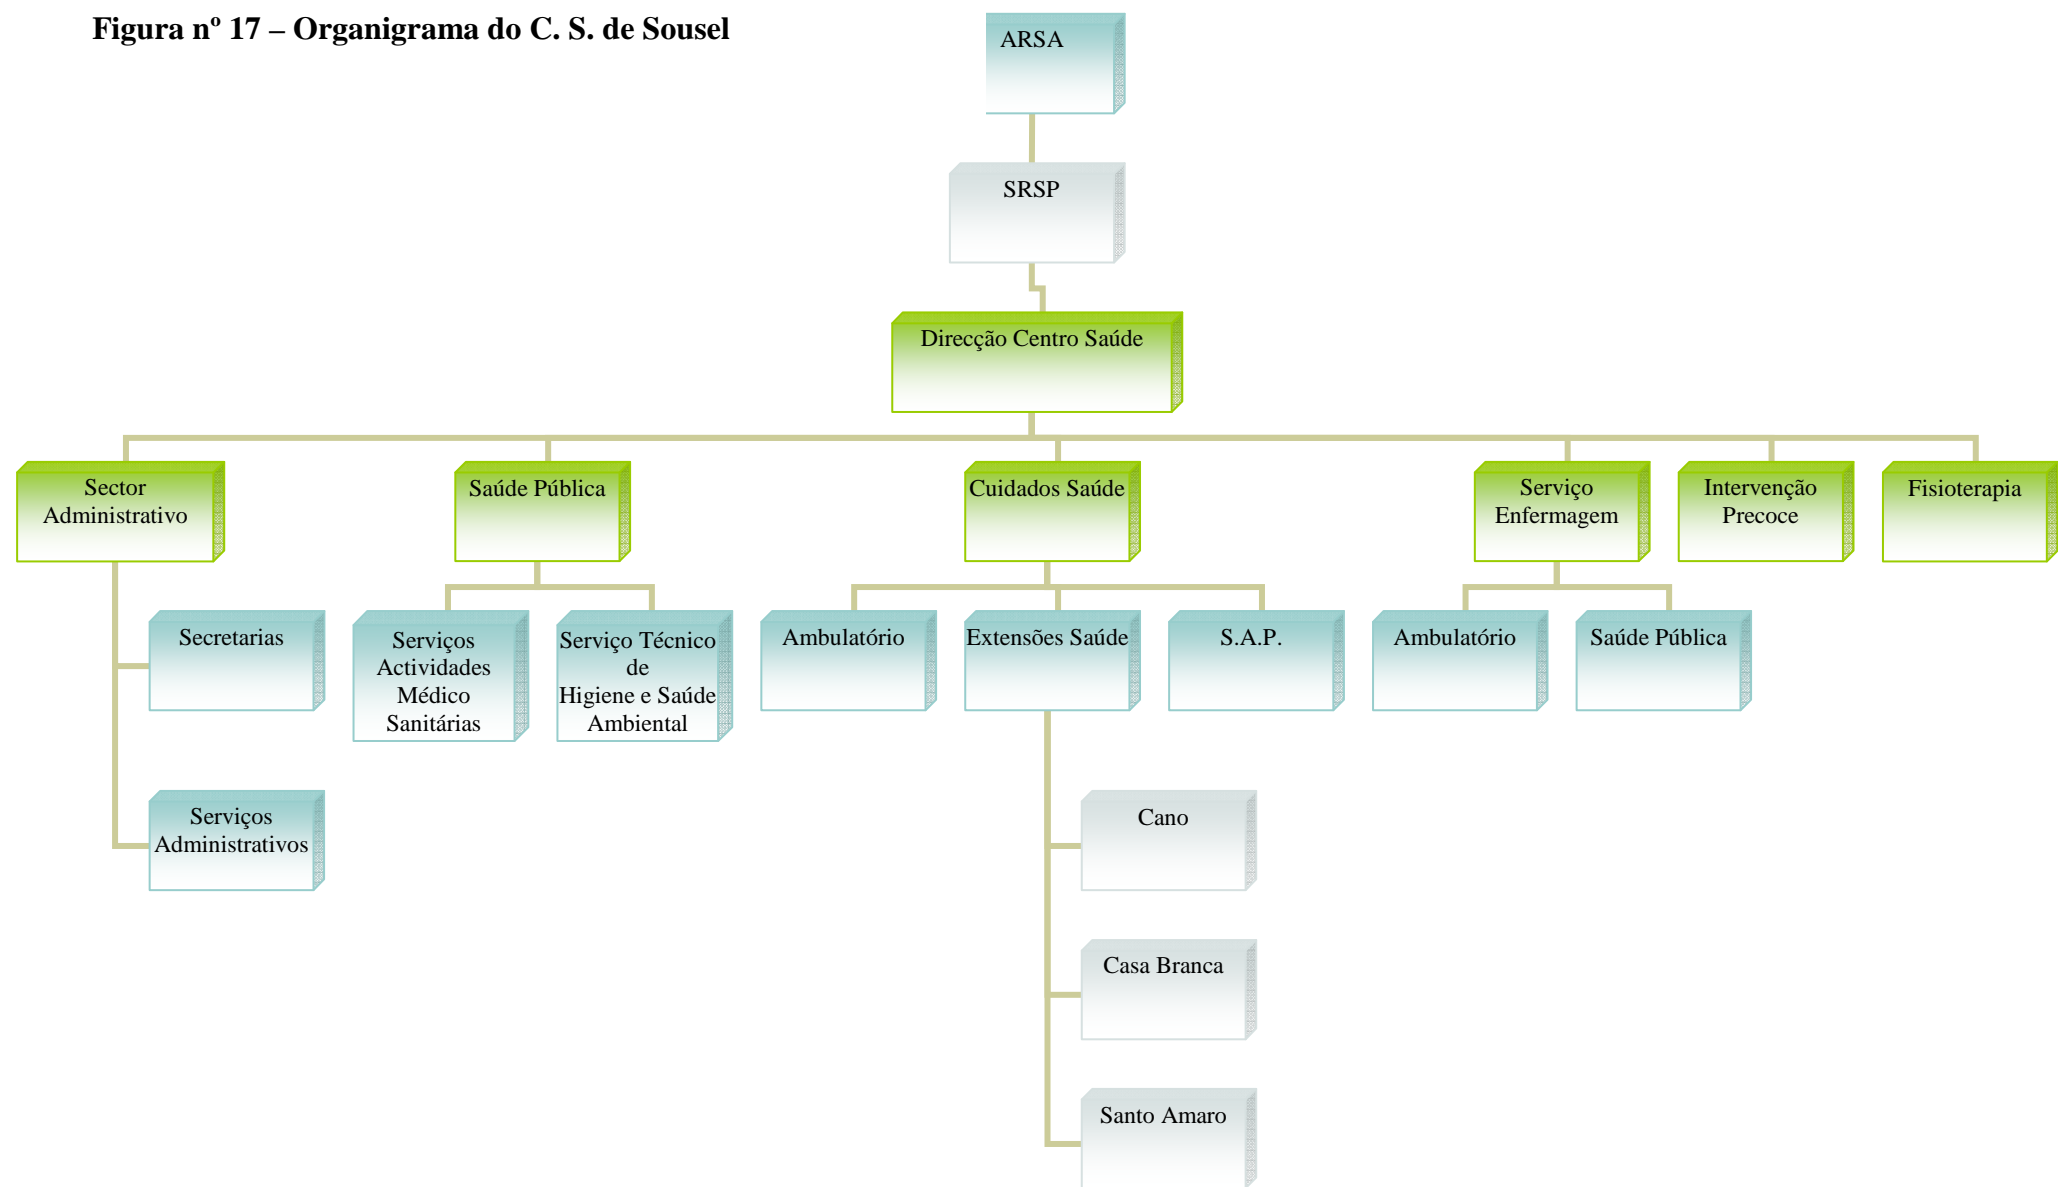 Figura nº 17 – Organigrama do C. S. de Sousel
ARSA
SRSP
Direcção Centro Saúde
Sector
Administrativo
Saúde Pública
Cuidados Saúde
Serviço
Enfermagem
Intervenção
Precoce
Fisioterapia
Secretarias
Serviços
Actividades
Médico
Sanitárias
Serviço Técnico
de
Higiene e Saúde
Ambiental
Ambulatório
Extensões Saúde
S.A.P.
Ambulatório
Saúde Pública
Serviços
Administrativos
Cano
Casa Branca
Santo Amaro